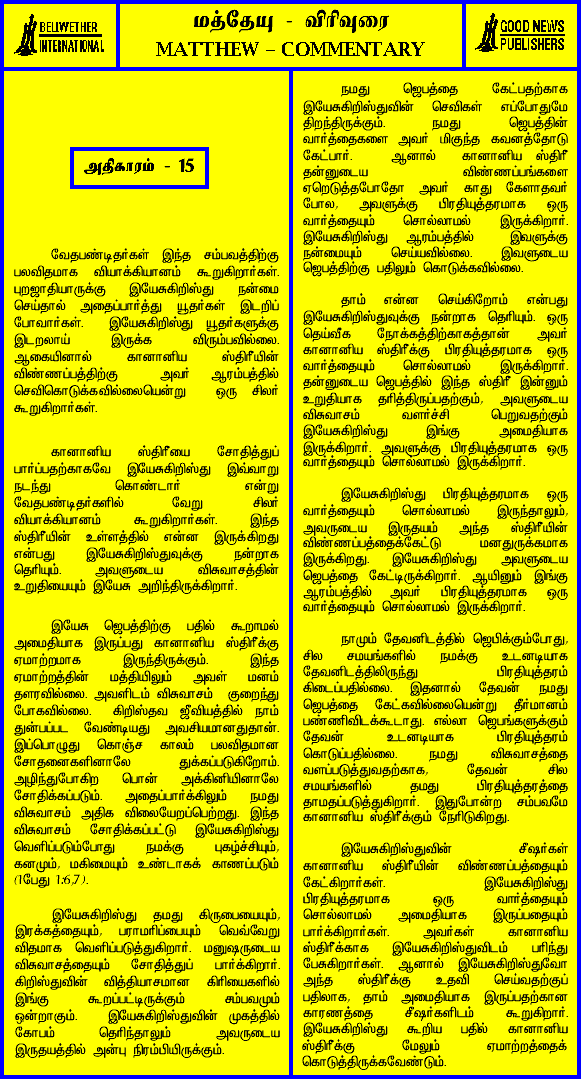 BELLWETHER
INTERNATIONAL
மத்தேயு - விரிவுரை
MATTHEW – COMMENTARY
GOOD NEWS
PUBLISHERS
அதிகாரம் - 15
வேதபண்டிதர்கள் இந்த சம்பவத்திற்கு
பலவிதமாக வியாக்கியானம் கூறுகிறார்கள்.
புறஜாதியாருக்கு இயேசுகிறிஸ்து நன்மை
செய்தால் அதைப்பார்த்து யூதர்கள் இடறிப்
போவார்கள். இயேசுகிறிஸ்து யூதர்களுக்கு
இடறலாய் இருக்க விரும்பவில்லை.
ஆகையினால் கானானிய ஸ்திரீயின்
விண்ணப்பத்திற்கு அவர் ஆரம்பத்தில்
செவிகொடுக்கவில்லையென்று ஒரு சிலர்
கூறுகிறார்கள்.
கானானிய ஸ்திரீயை சோதித்துப்
பார்ப்பதற்காகவே இயேசுகிறிஸ்து இவ்வாறு
நடந்து கொண்டார் என்று
வேதபண்டிதர்களில் வேறு சிலர்
வியாக்கியானம் கூறுகிறார்கள். இந்த
ஸ்திரீயின் உள்ளத்தில் என்ன இருக்கிறது
என்பது இயேசுகிறிஸ்துவுக்கு நன்றாக
தெரியும். அவளுடைய விசுவாசத்தின்
உறுதியையும் இயேசு அறிந்திருக்கிறார்.
இயேசு ஜெபத்திற்கு பதில் கூறாமல்
அமைதியாக இருப்பது கானானிய ஸ்திரீக்கு
ஏமாற்றமாக இருந்திருக்கும். இந்த
ஏமாற்றத்தின் மத்தியிலும் அவள் மனம்
தளரவில்லை. அவளிடம் விசுவாசம் குறைந்து
போகவில்லை. கிறிஸ்தவ ஜீவியத்தில் நாம்
துன்பப்பட வேண்டியது அவசியமானதுதான்.
இப்பொழுது கொஞ்ச காலம் பலவிதமான
சோதனைகளினாலே துக்கப்படுகிறோம்.
அழிந்துபோகிற பொன் அக்கினியினாலே
சோதிக்கப்படும். அதைப்பார்க்கிலும் நமது
விசுவாசம் அதிக விலையேறப்பெற்றது. இந்த
விசுவாசம் சோதிக்கப்பட்டு இயேசுகிறிஸ்து
வெளிப்படும்போது நமக்கு புகழ்ச்சியும்,
கனமும், மகிமையும் உண்டாகக் காணப்படும்
(1பேது 1:6,7).
இயேசுகிறிஸ்து தமது கிருபையையும்,
இரக்கத்தையும், பராமரிப்பையும் வெவ்வேறு
விதமாக வெளிப்படுத்துகிறார். மனுஷருடைய
விசுவாசத்தையும் சோதித்துப் பார்க்கிறார்.
கிறிஸ்துவின் வித்தியாசமான கிரியைகளில்
இங்கு கூறப்பட்டிருக்கும் சம்பவமும்
ஒன்றாகும். இயேசுகிறிஸ்துவின் முகத்தில்
கோபம் தெரிந்தாலும் அவருடைய
இருதயத்தில் அன்பு நிரம்பியிருக்கும்.
நமது ஜெபத்தை கேட்பதற்காக
இயேசுகிறிஸ்துவின் செவிகள் எப்போதுமே
திறந்திருக்கும். நமது ஜெபத்தின்
வார்த்தைகளை அவர் மிகுந்த கவனத்தோடு
கேட்பார். ஆனால் கானானிய ஸ்திரீ
தன்னுடைய விண்ணப்பங்களை
ஏறெடுத்தபோதோ அவர் காது கேளாதவர்
போல, அவளுக்கு பிரதியுத்தரமாக ஒரு
வார்த்தையும் சொல்லாமல் இருக்கிறார்.
இயேசுகிறிஸ்து ஆரம்பத்தில் இவளுக்கு
நன்மையும் செய்யவில்லை. இவளுடைய
ஜெபத்திற்கு பதிலும் கொடுக்கவில்லை.
தாம் என்ன செய்கிறோம் என்பது
இயேசுகிறிஸ்துவுக்கு நன்றாக தெரியும். ஒரு
தெய்வீக நோக்கத்திற்காகத்தான் அவர்
கானானிய ஸ்திரீக்கு பிரதியுத்தரமாக ஒரு
வார்த்தையும் சொல்லாமல் இருக்கிறார்.
தன்னுடைய ஜெபத்தில் இந்த ஸ்திரீ இன்னும்
உறுதியாக தரித்திருப்பதற்கும், அவளுடைய
விசுவாசம் வளர்ச்சி பெறுவதற்கும்
இயேசுகிறிஸ்து இங்கு அமைதியாக
இருக்கிறார். அவளுக்கு பிரதியுத்தரமாக ஒரு
வார்த்தையும் சொல்லாமல் இருக்கிறார்.
இயேசுகிறிஸ்து பிரதியுத்தரமாக ஒரு
வார்த்தையும் சொல்லாமல் இருந்தாலும்,
அவருடைய இருதயம் அந்த ஸ்திரீயின்
விண்ணப்பத்தைக்கேட்டு மனதுருக்கமாக
இருக்கிறது. இயேசுகிறிஸ்து அவளுடைய
ஜெபத்தை கேட்டிருக்கிறார். ஆயினும் இங்கு
ஆரம்பத்தில் அவர் பிரதியுத்தரமாக ஒரு
வார்த்தையும் சொல்லாமல் இருக்கிறார்.
நாமும் தேவனிடத்தில் ஜெபிக்கும்போது,
சில சமயங்களில் நமக்கு உடனடியாக
தேவனிடத்திலிருந்து பிரதியுத்தரம்
கிடைப்பதில்லை. இதனால் தேவன் நமது
ஜெபத்தை கேட்கவில்லையென்று தீர்மானம்
பண்ணிவிடக்கூடாது. எல்லா ஜெபங்களுக்கும்
தேவன் உடனடியாக பிரதியுத்தரம்
கொடுப்பதில்லை. நமது விசுவாசத்தை
வளப்படுத்துவதற்காக, தேவன் சில
சமயங்களில் தமது பிரதியுத்தரத்தை
தாமதப்படுத்துகிறார். இதுபோன்ற சம்பவமே
கானானிய ஸ்திரீக்கும் நேரிடுகிறது.
இயேசுகிறிஸ்துவின் சீஷர்கள்
கானானிய ஸ்திரீயின் விண்ணப்பத்தையும்
கேட்கிறார்கள். இயேசுகிறிஸ்து
பிரதியுத்தரமாக ஒரு வார்த்தையும்
சொல்லாமல் அமைதியாக இருப்பதையும்
பார்க்கிறார்கள். அவர்கள் கானானிய
ஸ்திரீக்காக இயேசுகிறிஸ்துவிடம் பரிந்து
பேசுகிறார்கள். ஆனால் இயேசுகிறிஸ்துவோ
அந்த ஸ்திரீக்கு உதவி செய்வதற்குப்
பதிலாக, தாம் அமைதியாக இருப்பதற்கான
காரணத்தை சீஷர்களிடம் கூறுகிறார்.
இயேசுகிறிஸ்து கூறிய பதில் கானானிய
ஸ்திரீக்கு மேலும் ஏமாற்றத்தைக்
கொடுத்திருக்கவேண்டும்.